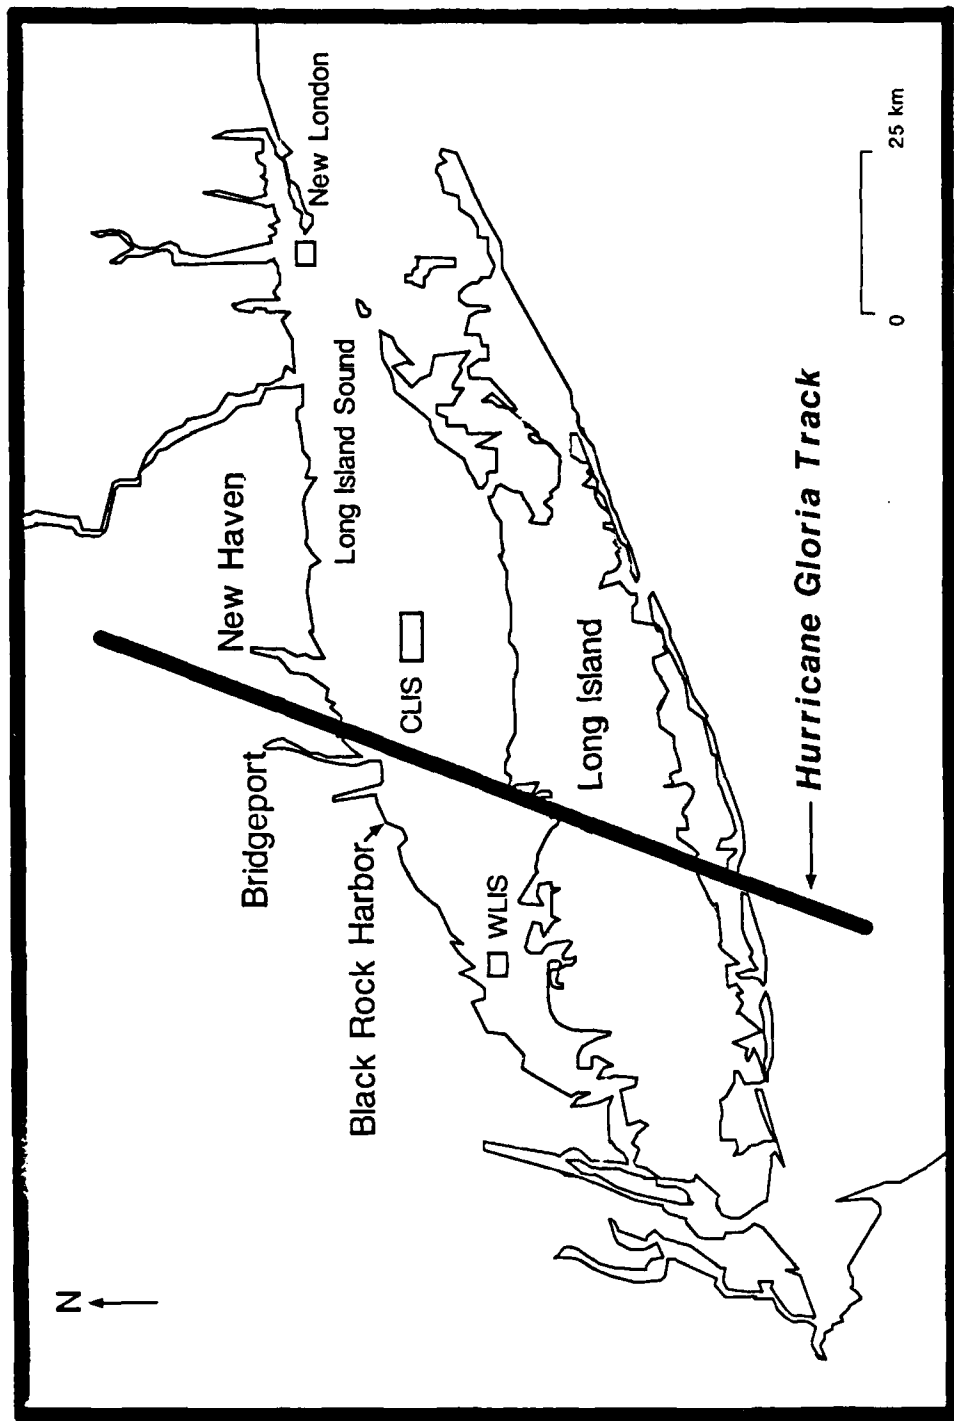 N
New London
New Haven
Long Island Sound
Bridgeport
CLIS
Black Rock Harbor
WLIS
Long Island
Hurricane Gloria Track
0
25 km